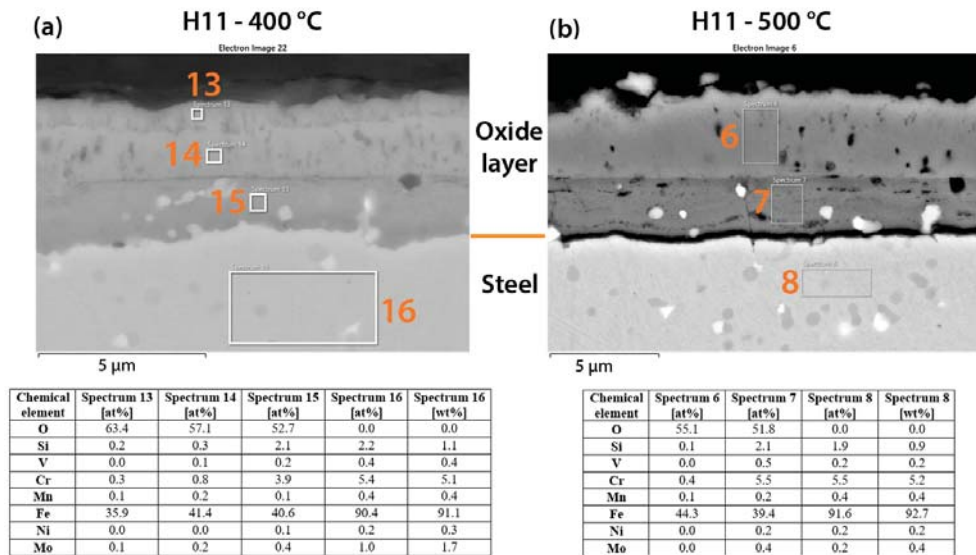 (a)
H11 - 400 °C
Electron Image 22
13
Spectrum 13
14
Spectrum 14
15
Spectrum 15
16
5 µm
Oxide
layer
Steel
(b)
H11 - 500 °C
Electron Image 6
6
7
Spectrum 7
8
Spectrum 8
5 µm
Chemical element Spectrum 13 [at%] Spectrum 14 [at%] Spectrum 15 [at%] Spectrum 16 [at%] Spectrum 16 [wt%]
O 63.4 57.1 52.7 0.0 0.0
Si 0.2 0.3 2.1 2.2 1.1
V 0.0 0.1 0.2 0.4 0.4
Cr 0.3 0.8 3.9 5.4 5.1
Mn 0.1 0.2 0.1 0.4 0.4
Fe 35.9 41.4 40.6 90.4 91.1
Ni 0.0 0.0 0.1 0.2 0.3
Mo 0.1 0.2 0.4 1.0 1.7
Chemical element Spectrum 6 [at%] Spectrum 7 [at%] Spectrum 8 [at%] Spectrum 8 [wt%]
O 55.1 51.8 0.0 0.0
Si 0.1 2.1 1.9 0.9
V 0.0 0.5 0.2 0.2
Cr 0.4 5.5 5.5 5.2
Mn 0.1 0.2 0.4 0.4
Fe 44.3 39.4 91.6 92.7
Ni 0.0 0.2 0.2 0.2
Mo 0.0 0.4 0.2 0.4